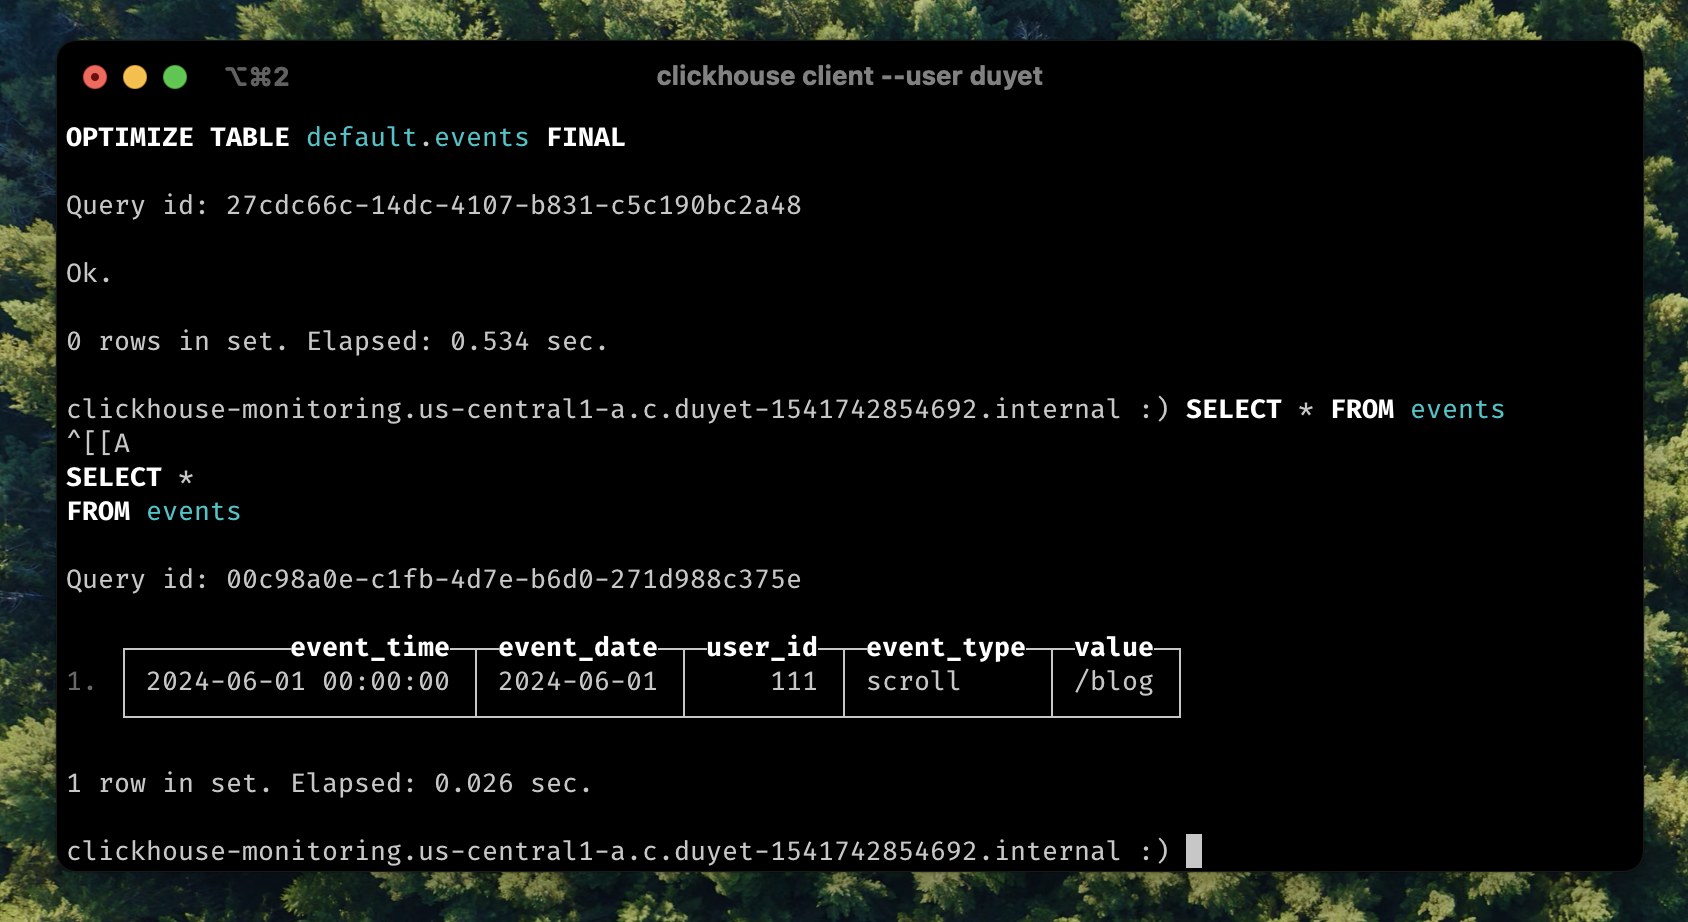 ⌥⌘2
clickhouse client --user duyet
OPTIMIZE TABLE default.events FINAL
Query id: 27cdc66c-14dc-4107-b831-c5c190bc2a48
Ok.
0 rows in set. Elapsed: 0.534 sec.
clickhouse-monitoring.us-central1-a.c.duyet-1541742854692.internal :) SELECT * FROM events
^[[A
SELECT *
FROM events
Query id: 00c98a0e-c1fb-4d7e-b6d0-271d988c375e
event_time event_date user_id event_type value
1. 2024-06-01 00:00:00 2024-06-01 111 scroll /blog
1 row in set. Elapsed: 0.026 sec.
clickhouse-monitoring.us-central1-a.c.duyet-1541742854692.internal :)